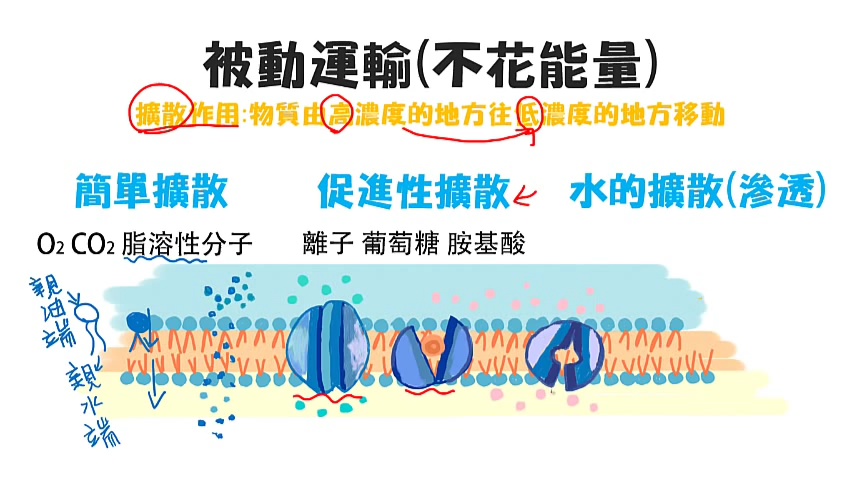 被動運輸(不花能量)
擴散作用:物質由高濃度的地方往低濃度的地方移動
簡單擴散 促進性擴散 水的擴散(滲透)
O₂ CO₂ 脂溶性分子 離子 葡萄糖 胺基酸
親油端
親水端